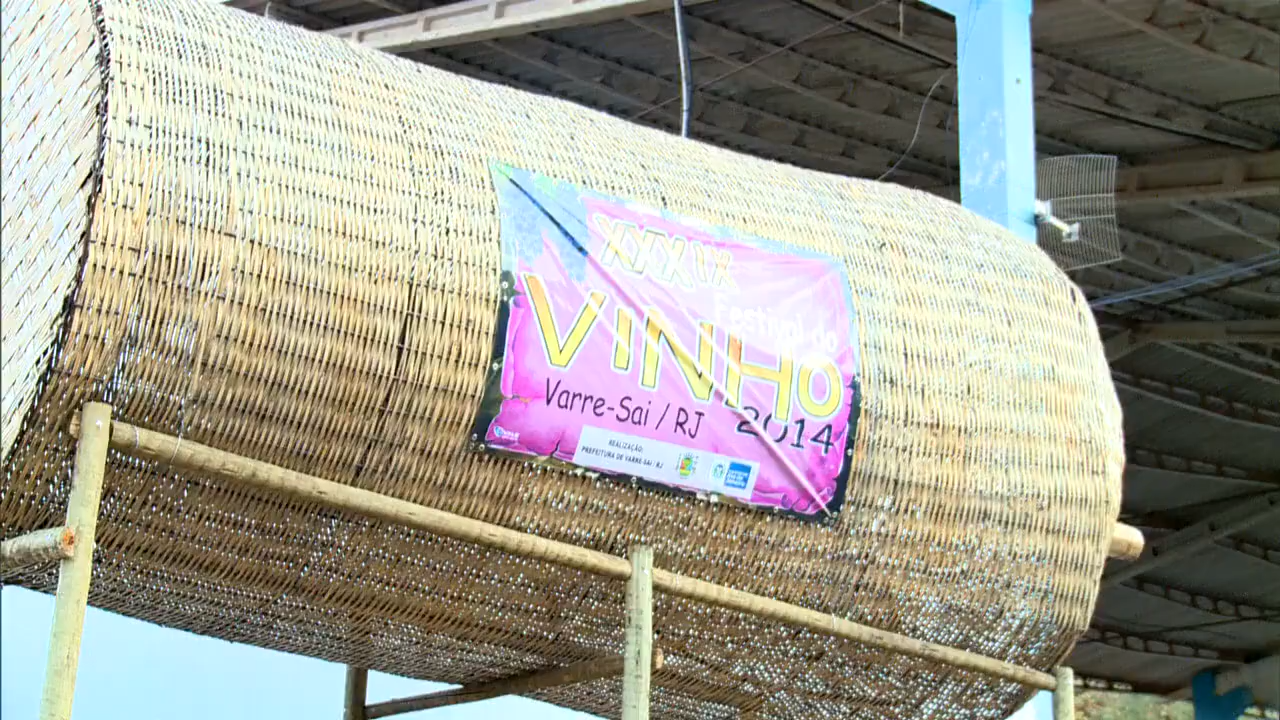 XXXIX
Festival do
VINHO
Varre-Sai / RJ 2014
REALIZAÇÃO:
PREFEITURA DE VARRE-SAI / RJ